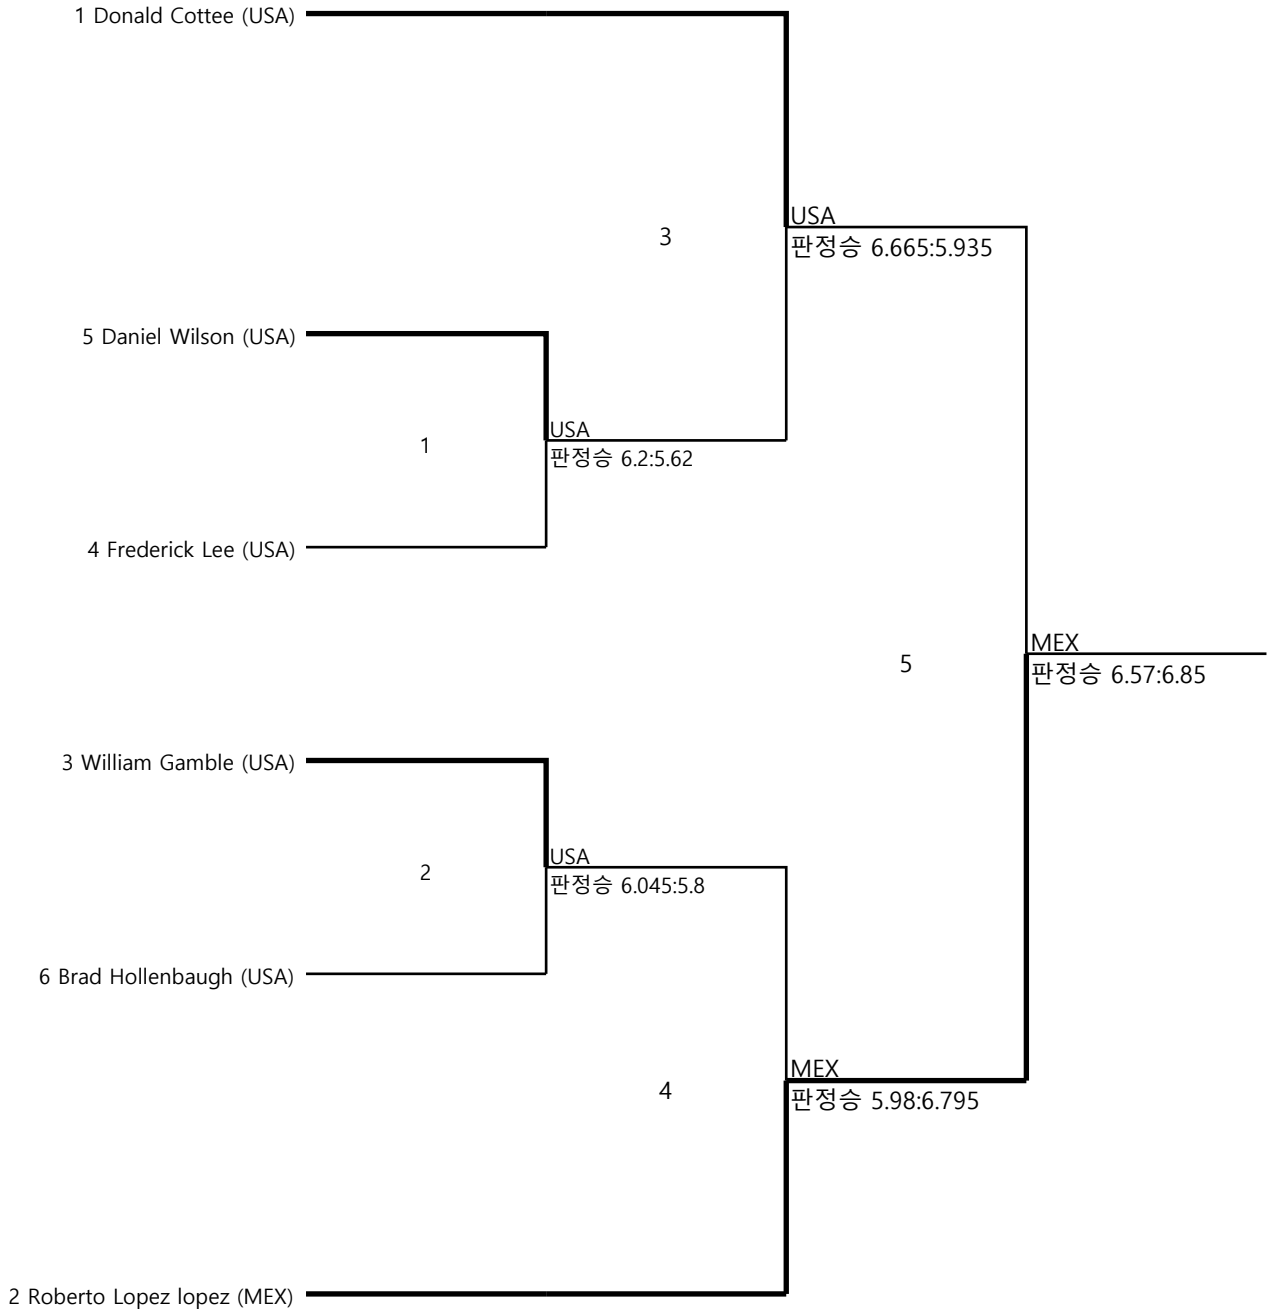 1 Donald Cottee (USA)
USA
3
판정승 6.665:5.935
5 Daniel Wilson (USA)
USA
1
판정승 6.2:5.62
4 Frederick Lee (USA)
MEX
5
판정승 6.57:6.85
3 William Gamble (USA)
USA
2
판정승 6.045:5.8
6 Brad Hollenbaugh (USA)
MEX
4
판정승 5.98:6.795
2 Roberto Lopez lopez (MEX)